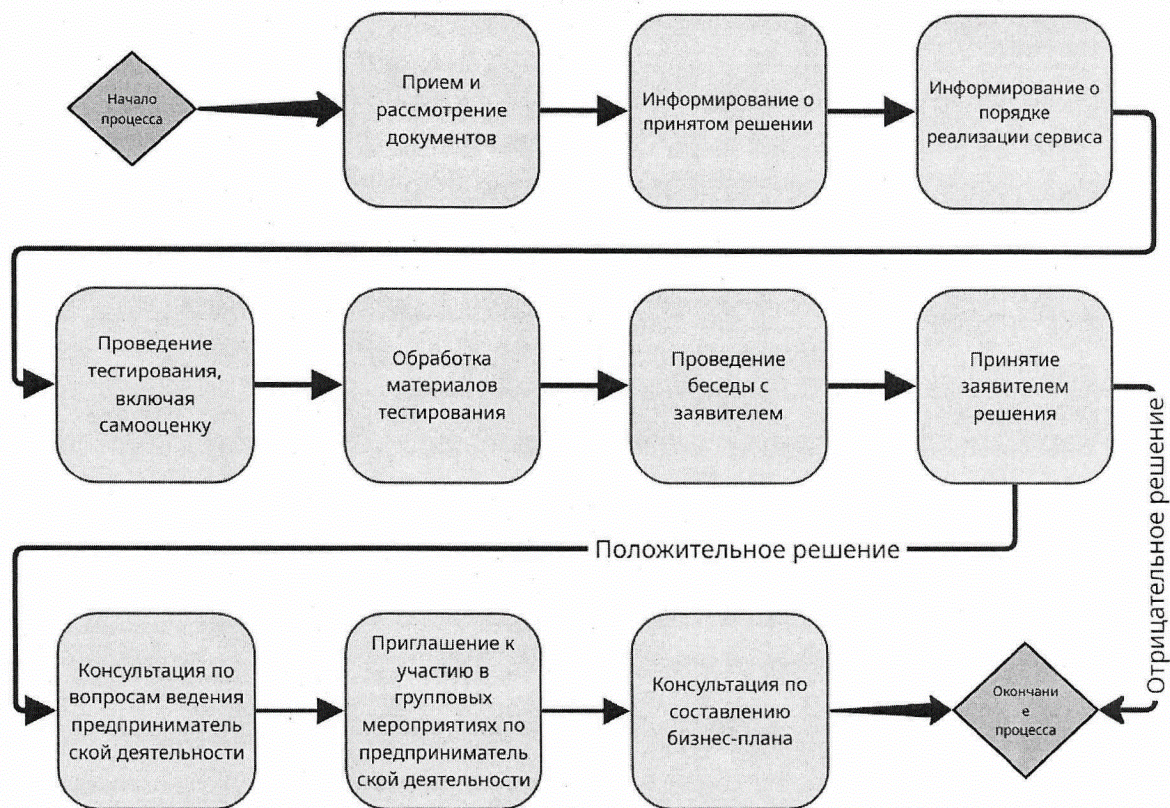 Начало
процесса
Прием и
рассмотрение
документов
Информирование о
принятом решении
Информирование о
порядке
реализации сервиса
Проведение
тестирования,
включая
самооценку
Обработка
материалов
тестирования
Проведение
беседы с
заявителем
Принятие
заявителем
решения
Отрицательное решение
Положительное решение
Консультация по
вопросам ведения
предприниматель
ской деятельности
Приглашение к
участию в
групповых
мероприятиях по
предприниматель
ской деятельности
Консультация по
составлению
бизнес-плана
Окончани
е
процесса